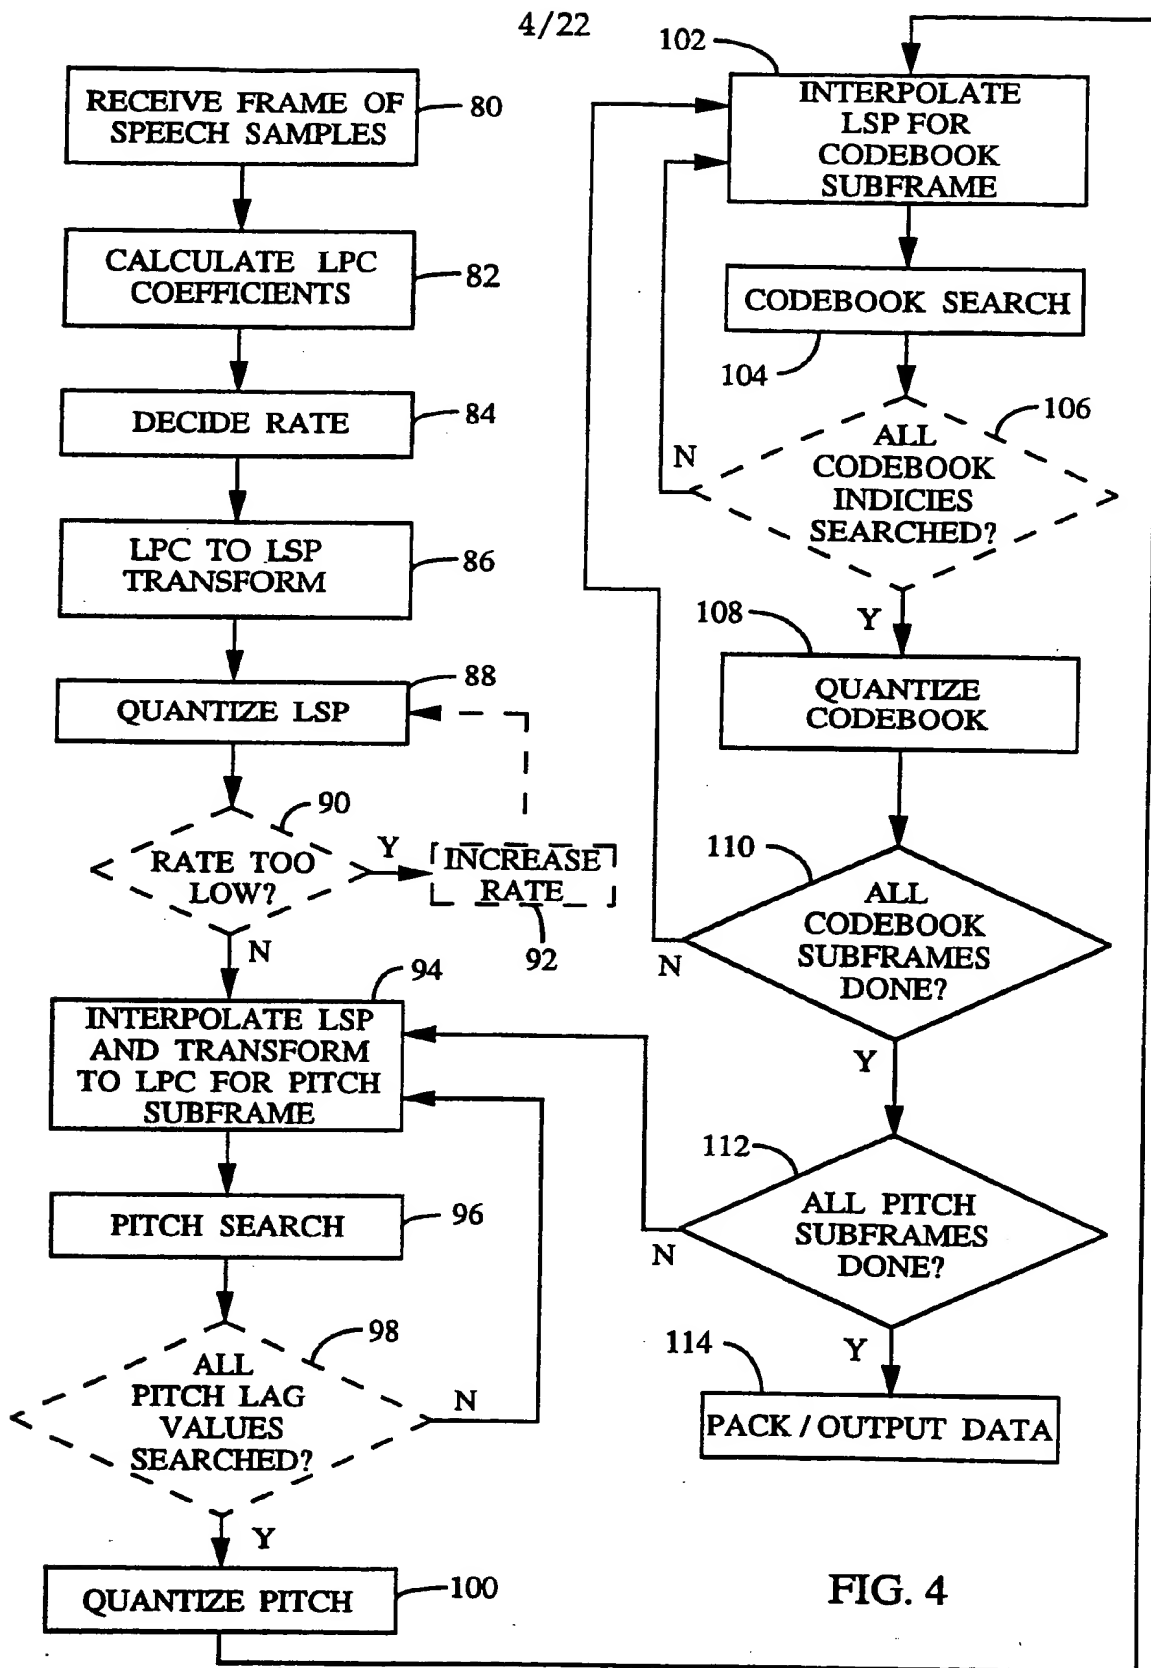 4/22
RECEIVE FRAME OF
SPEECH SAMPLES
80
CALCULATE LPC
COEFFICIENTS
82
DECIDE RATE
84
LPC TO LSP
TRANSFORM
86
88
QUANTIZE LSP
90
RATE TOO
LOW?
Y
INCREASE
RATE
92
N
94
INTERPOLATE LSP
AND TRANSFORM
TO LPC FOR PITCH
SUBFRAME
PITCH SEARCH
96
98
ALL
PITCH LAG
VALUES
SEARCHED?
N
Y
QUANTIZE PITCH
100
102
INTERPOLATE
LSP FOR
CODEBOOK
SUBFRAME
CODEBOOK SEARCH
104
106
ALL
CODEBOOK
INDICIES
SEARCHED?
N
Y
108
QUANTIZE
CODEBOOK
110
ALL
CODEBOOK
SUBFRAMES
DONE?
N
Y
112
ALL PITCH
SUBFRAMES
DONE?
N
Y
114
PACK / OUTPUT DATA
FIG. 4